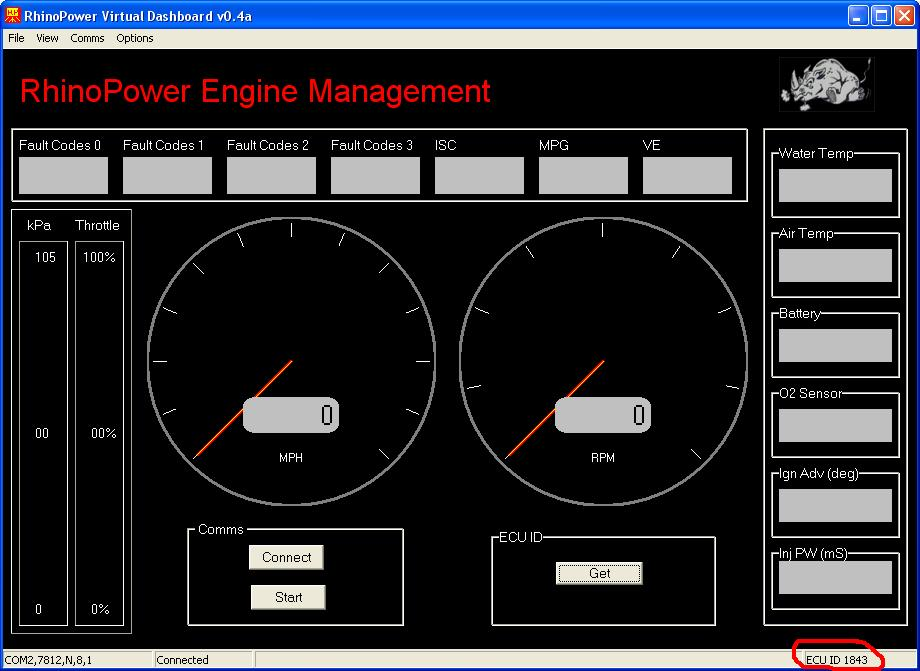 RhinoPower Virtual Dashboard v0.4a
File View Comms Options
RhinoPower Engine Management
Fault Codes 0 Fault Codes 1 Fault Codes 2 Fault Codes 3 ISC MPG VE
kPa Throttle
105 100%
00 00%
0 0%
0
MPH
0
RPM
Water Temp
Air Temp
Battery
O2 Sensor
Ign Adv (deg)
Inj PW (mS)
Comms
Connect
Start
ECU ID
Get
COM2,7812,N,8,1 Connected ECU ID 1843